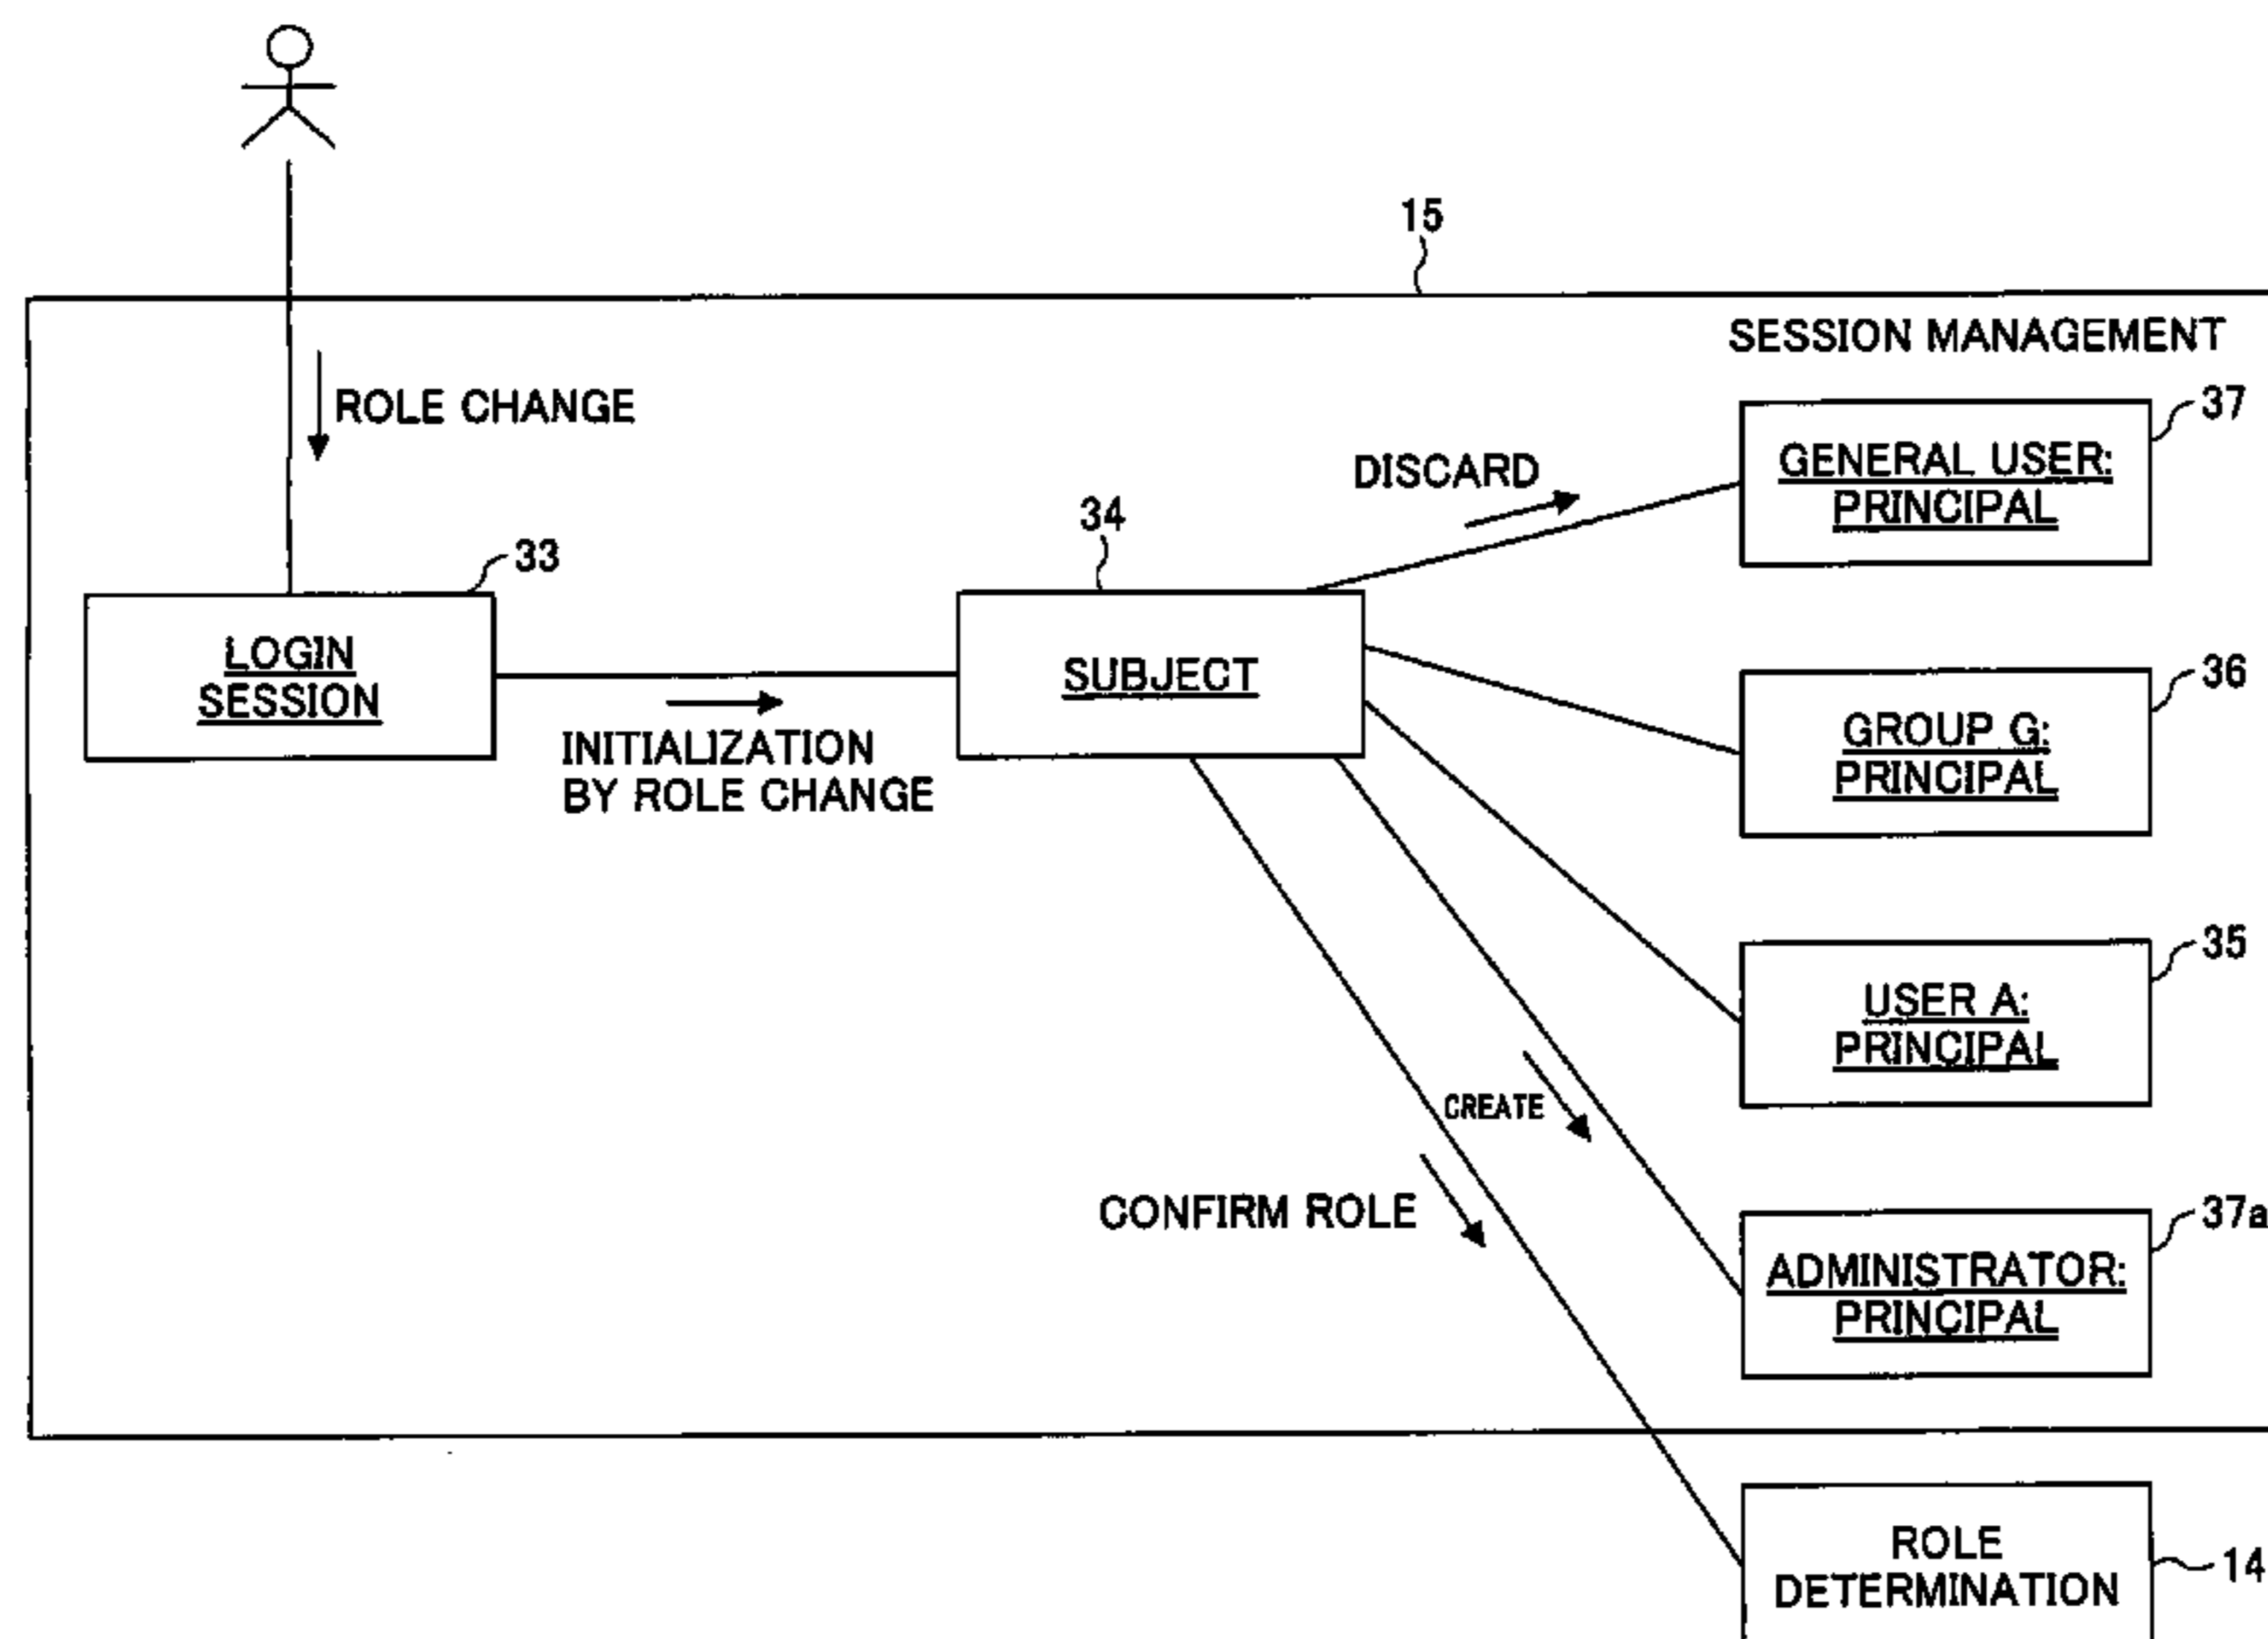 15
SESSION MANAGEMENT
ROLE CHANGE
37
GENERAL USER:
PRINCIPAL
DISCARD
34
33
LOGIN
SESSION
SUBJECT
INITIALIZATION
BY ROLE CHANGE
36
GROUP G:
PRINCIPAL
35
USER A:
PRINCIPAL
CREATE
CONFIRM ROLE
37a
ADMINISTRATOR:
PRINCIPAL
ROLE
DETERMINATION
14